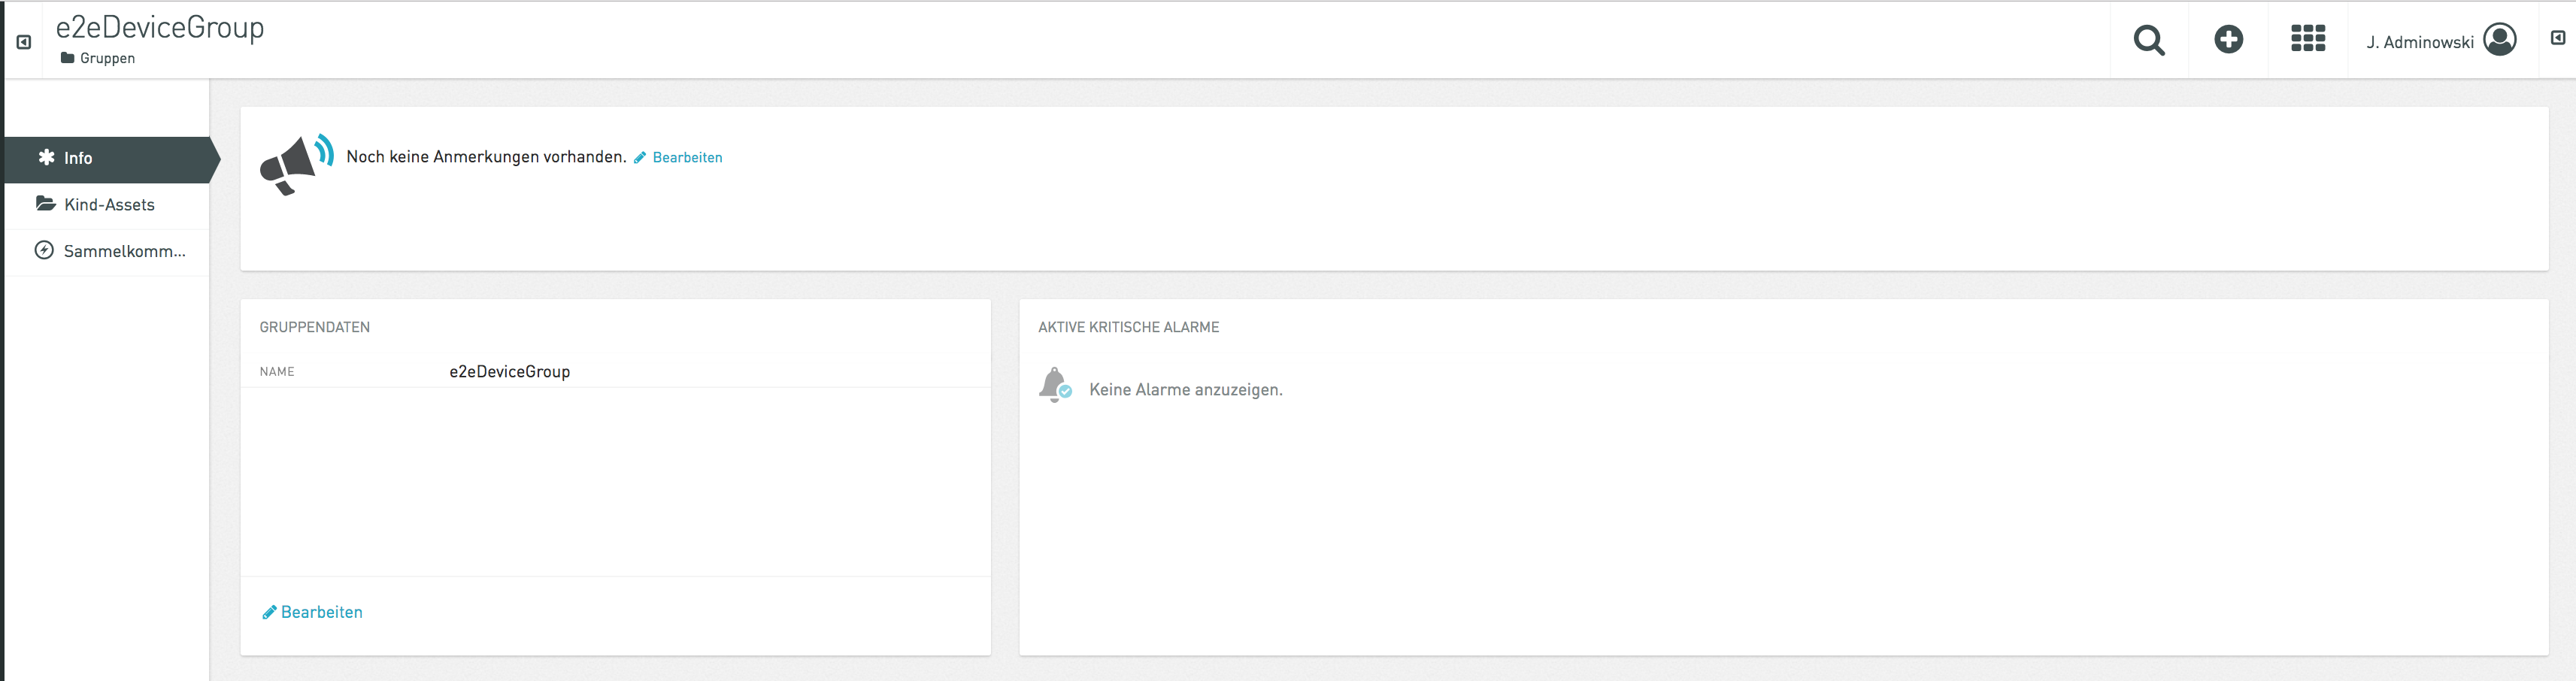 e2eDeviceGroup
Gruppen
J. Adminowski
Info
Kind-Assets
Sammelkomm...
Noch keine Anmerkungen vorhanden. Bearbeiten
GRUPPENDATEN
NAME e2eDeviceGroup
Bearbeiten
AKTIVE KRITISCHE ALARME
Keine Alarme anzuzeigen.